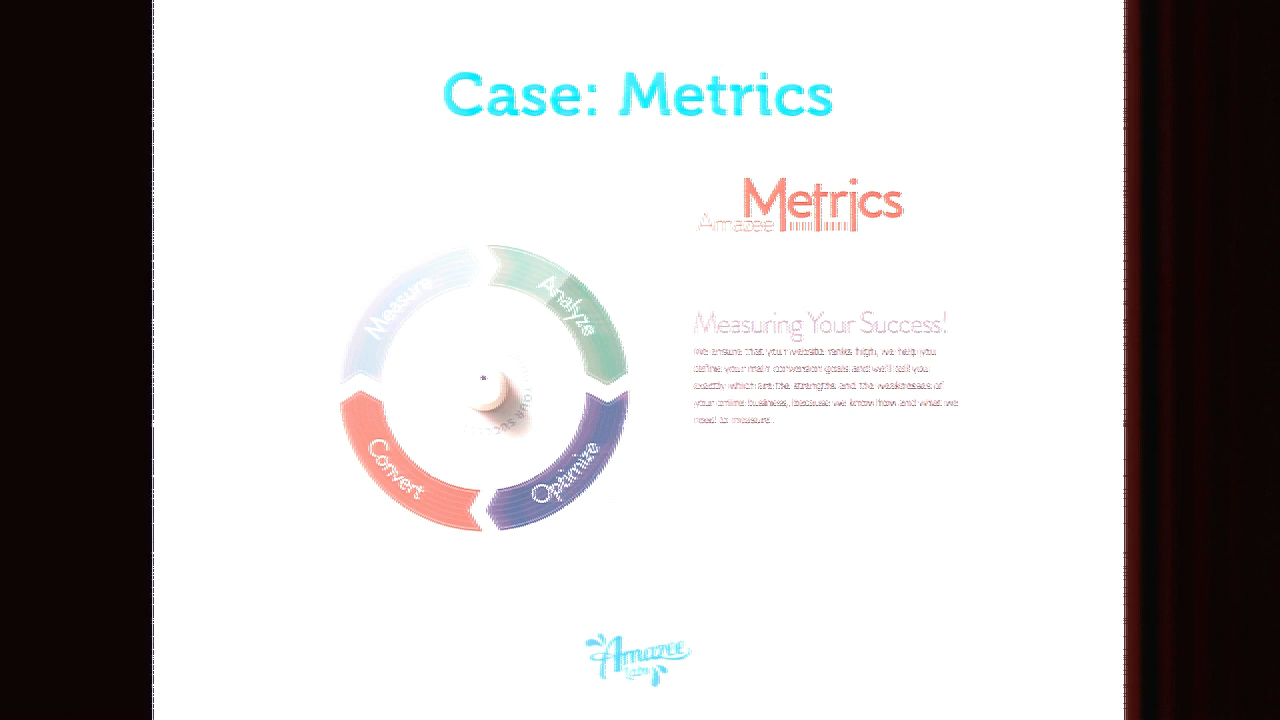 Case: Metrics
Metrics
Amazee
Measure
Analyze
Convert
Optimize
Measuring Your Success!
We ensure that your website ranks high, we help you
define your main conversion goals and we'll tell you
exactly which are the strengths and the weaknesses of
your online business, because we know how and what we
need to measure.
Amazee
Labs